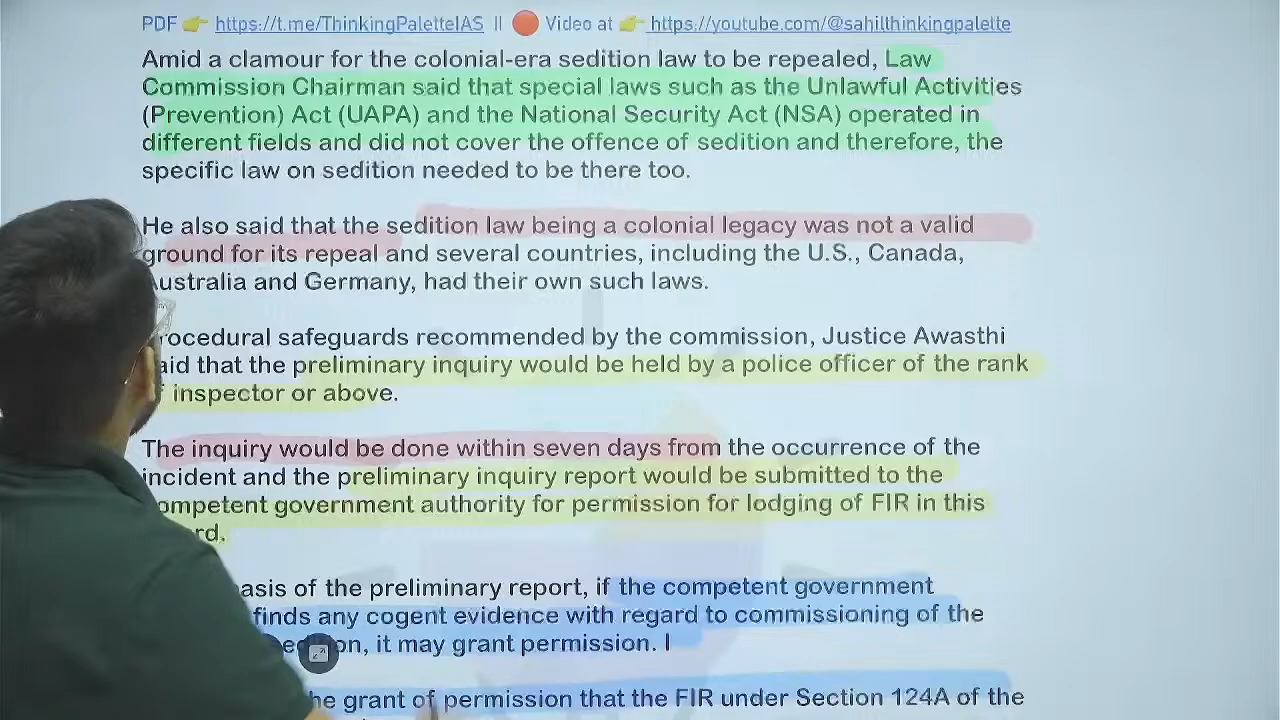 PDF 👉 https://t.me/ThinkingPaletteIAS || 🔴 Video at 👉 https://youtube.com/@sahilthinkingpalette
Amid a clamour for the colonial-era sedition law to be repealed, Law
Commission Chairman said that special laws such as the Unlawful Activities
(Prevention) Act (UAPA) and the National Security Act (NSA) operated in
different fields and did not cover the offence of sedition and therefore, the
specific law on sedition needed to be there too.
He also said that the sedition law being a colonial legacy was not a valid
ground for its repeal and several countries, including the U.S., Canada,
Australia and Germany, had their own such laws.
rocedural safeguards recommended by the commission, Justice Awasthi
aid that the preliminary inquiry would be held by a police officer of the rank
inspector or above.
The inquiry would be done within seven days from the occurrence of the
incident and the preliminary inquiry report would be submitted to the
ompetent government authority for permission for lodging of FIR in this
rd.
asis of the preliminary report, if the competent government
finds any cogent evidence with regard to commissioning of the
on, it may grant permission. I
he grant of permission that the FIR under Section 124A of the